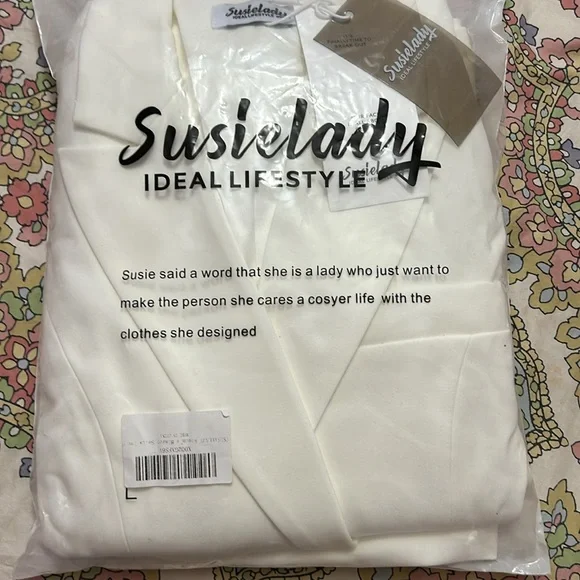 Susielady
IDEAL LIFESTYLE
Susielady
IDEAL LIFESTYLE
Susielady
IDEAL LIFESTYLE
Susielady
Susie said a word that she is a lady who just want to
make the person she cares a cosyer life with the
clothes she designed
L